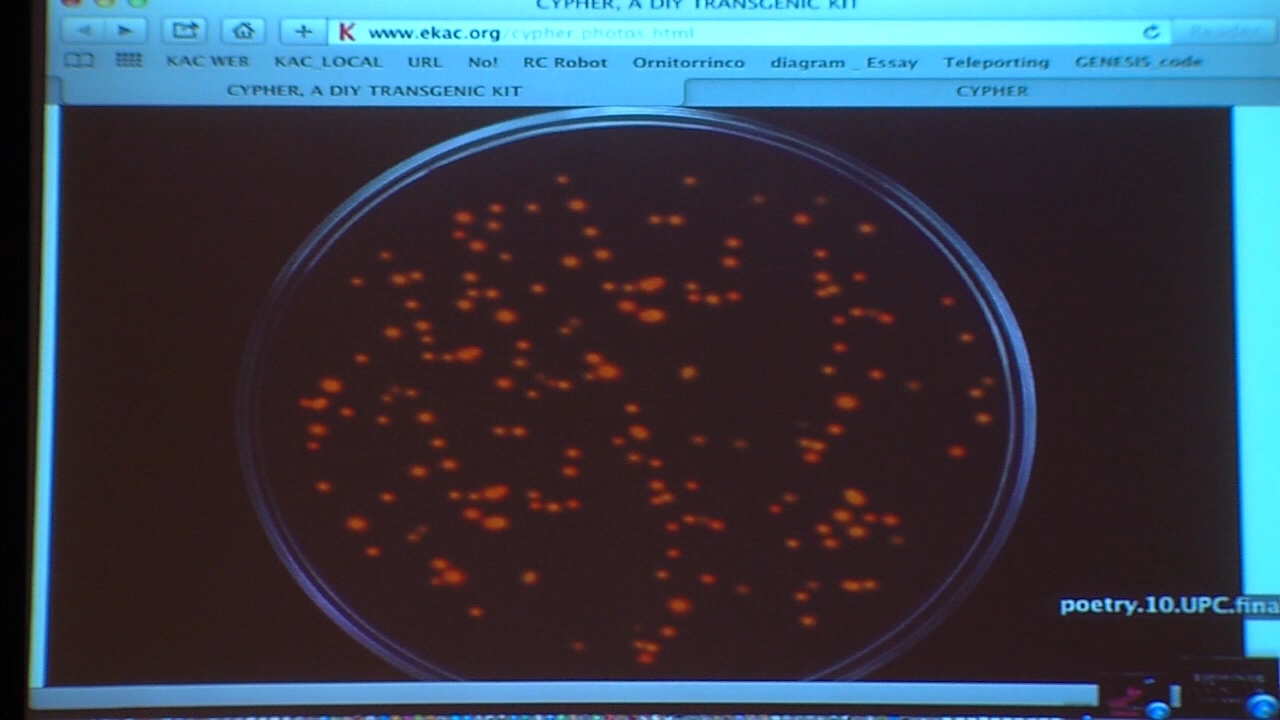 CYPHER, A DIY TRANSGENIC KIT
K www.ekac.org/cypher.photos.html Reader
KAC WEB KAC_LOCAL URL No! RC Robot Ornitorrinco diagram _ Essay Teleporting GENESIS_code
CYPHER, A DIY TRANSGENIC KIT CYPHER
poetry.10.UPC.fina